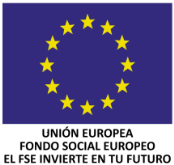 UNIÓN EUROPEA
FONDO SOCIAL EUROPEO
EL FSE INVIERTE EN TU FUTURO